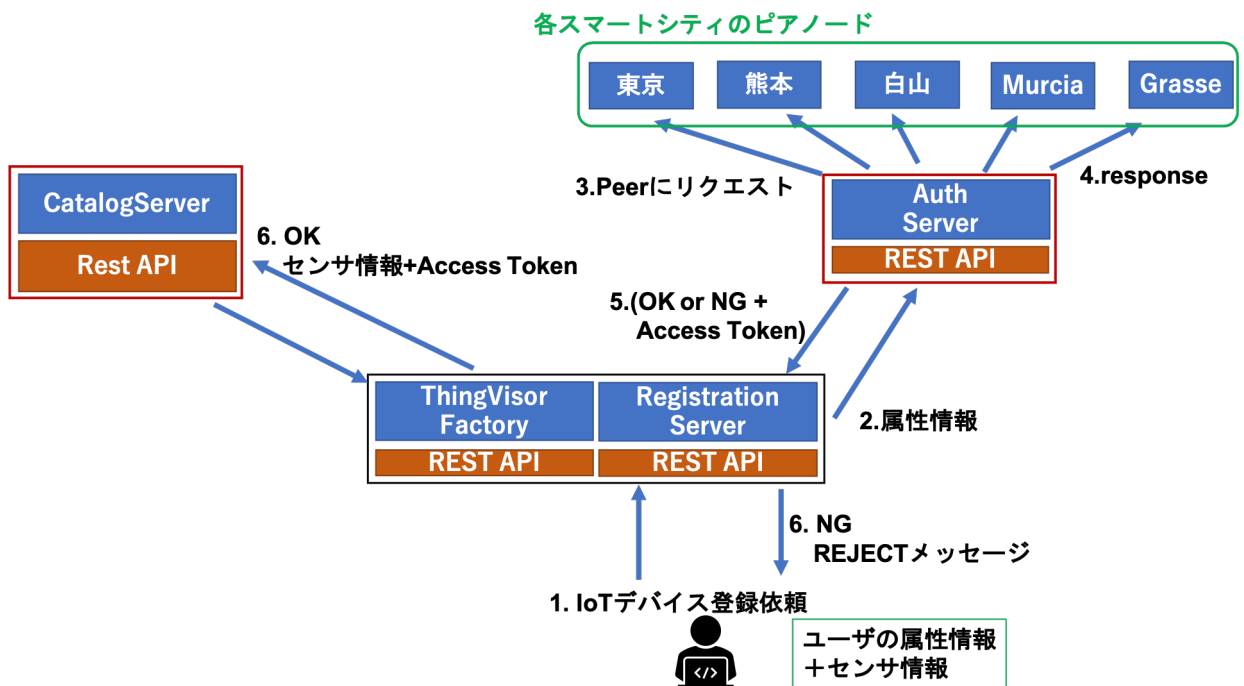 各スマートシティのピアノード
東京
熊本
白山
Murcia
Grasse
3.Peerにリクエスト
4.response
Auth
Server
REST API
CatalogServer
Rest API
6. OK
センサ情報+Access Token
5.(OK or NG +
Access Token)
ThingVisor
Factory
REST API
Registration
Server
REST API
2.属性情報
6. NG
REJECTメッセージ
1. IoTデバイス登録依頼
</>
ユーザの属性情報
＋センサ情報